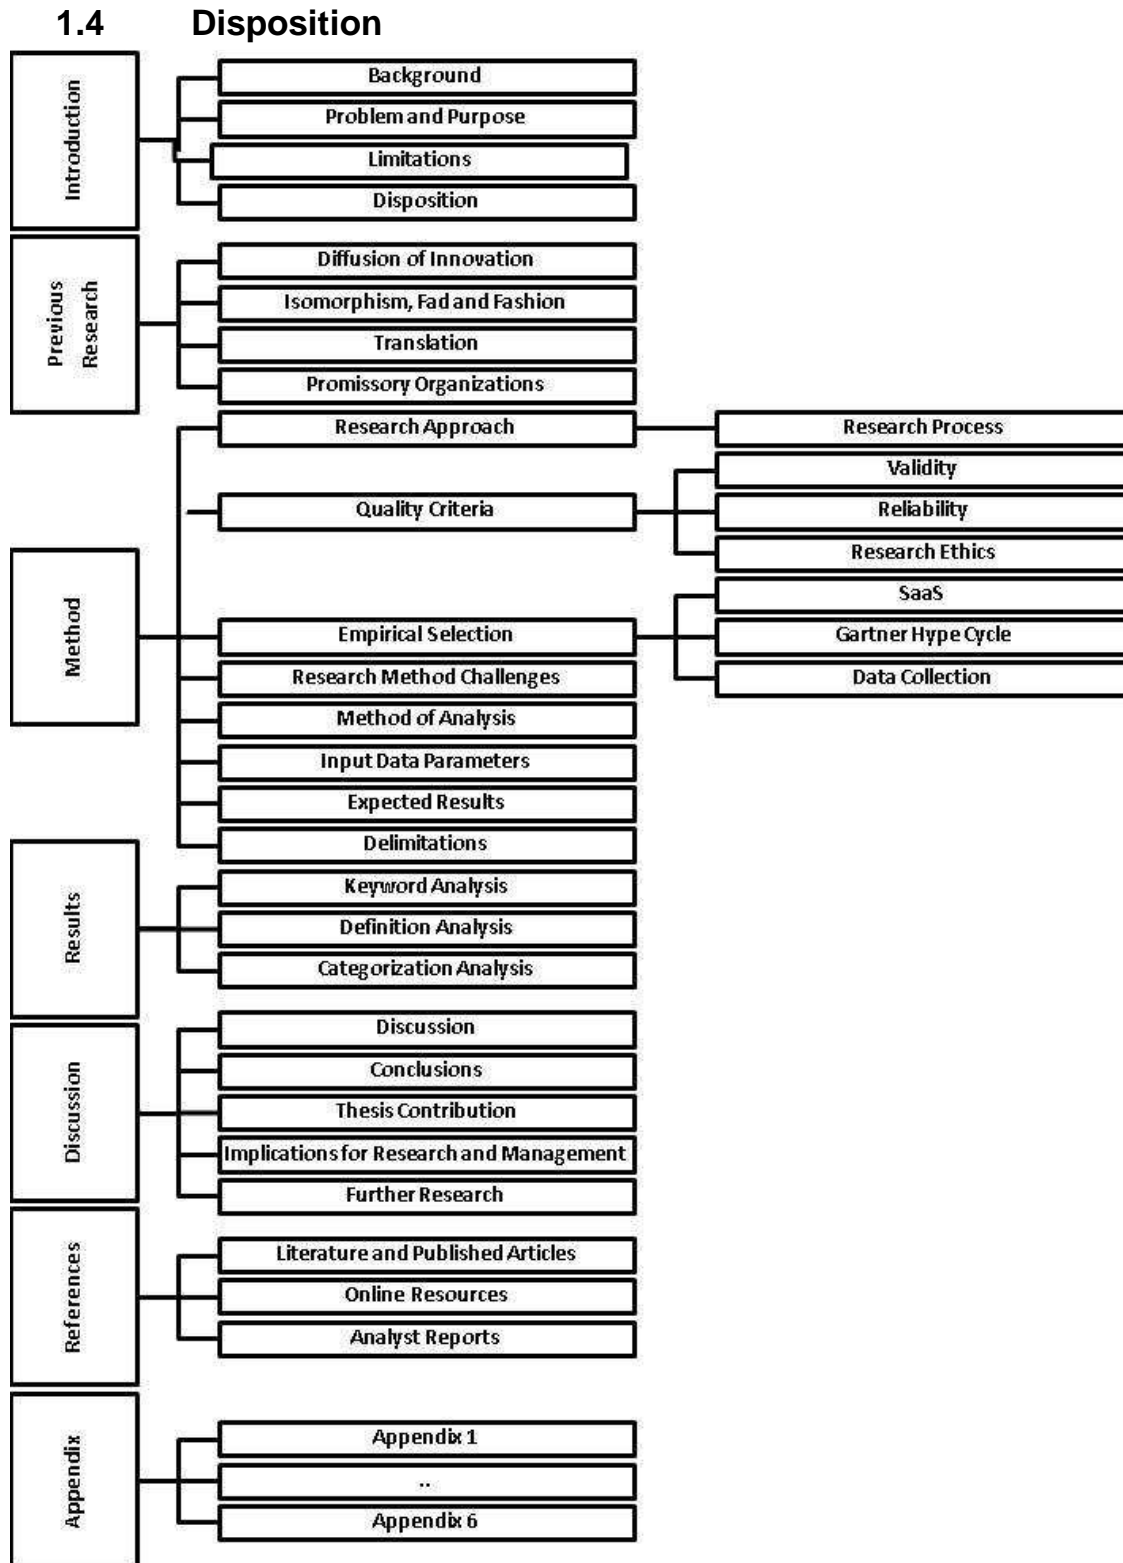 1.4 Disposition
Introduction
Background
Problem and Purpose
Limitations
Disposition
Previous
Research
Diffusion of Innovation
Isomorphism, Fad and Fashion
Translation
Promissory Organizations
Method
Research Approach
Research Process
Quality Criteria
Validity
Reliability
Research Ethics
Empirical Selection
SaaS
Gartner Hype Cycle
Data Collection
Research Method Challenges
Method of Analysis
Input Data Parameters
Expected Results
Delimitations
Results
Keyword Analysis
Definition Analysis
Categorization Analysis
Discussion
Discussion
Conclusions
Thesis Contribution
Implications for Research and Management
Further Research
References
Literature and Published Articles
Online Resources
Analyst Reports
Appendix
Appendix 1
..
Appendix 6